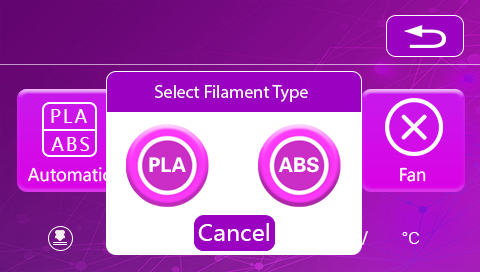 Select Filament Type
PLA
ABS
Automatic
PLA
ABS
Fan
Cancel
°C